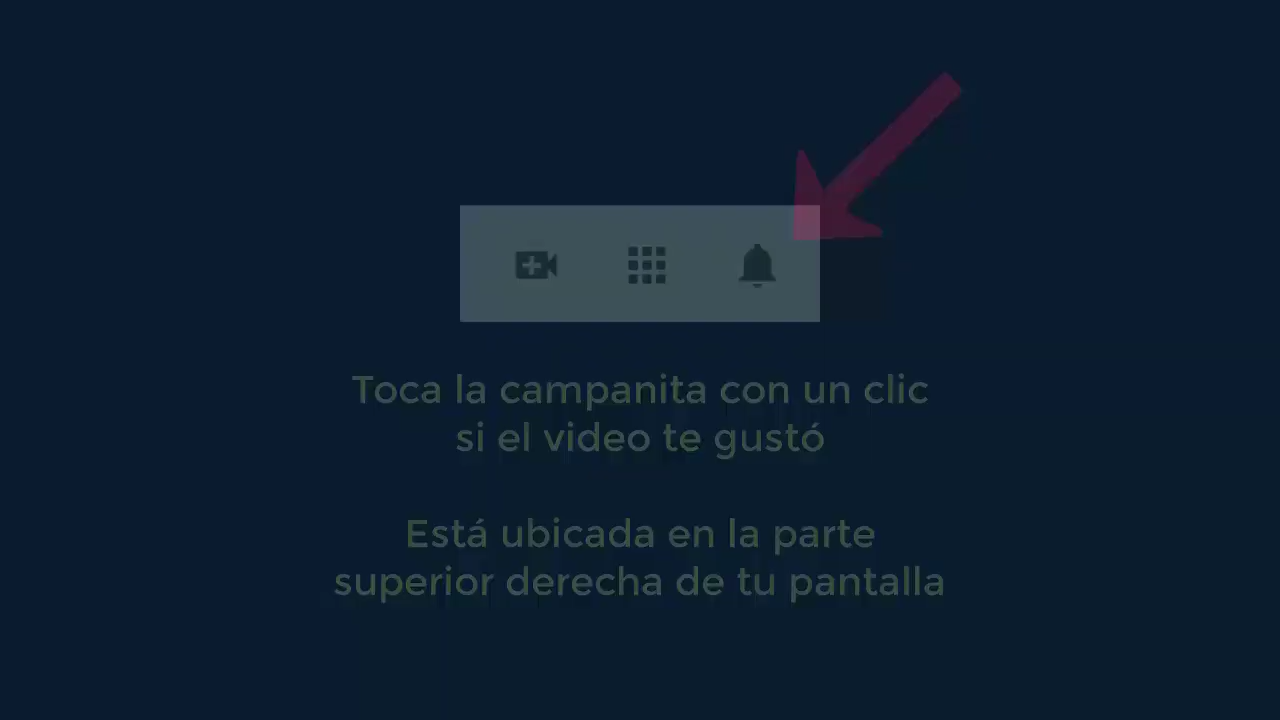 Toca la campanita con un clic
si el video te gustó
Está ubicada en la parte
superior derecha de tu pantalla